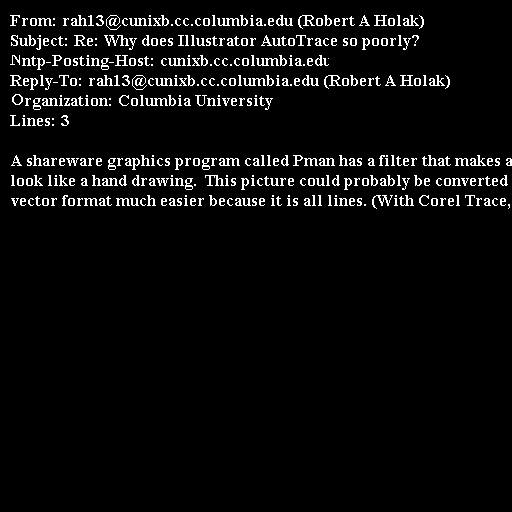 From: rah13@cunixb.cc.columbia.edu (Robert A Holak)
Subject: Re: Why does Illustrator AutoTrace so poorly?
Nntp-Posting-Host: cunixb.cc.columbia.edu
Reply-To: rah13@cunixb.cc.columbia.edu (Robert A Holak)
Organization: Columbia University
Lines: 3

A shareware graphics program called Pman has a filter that makes a
look like a hand drawing.  This picture could probably be converted
vector format much easier because it is all lines. (With Corel Trace,